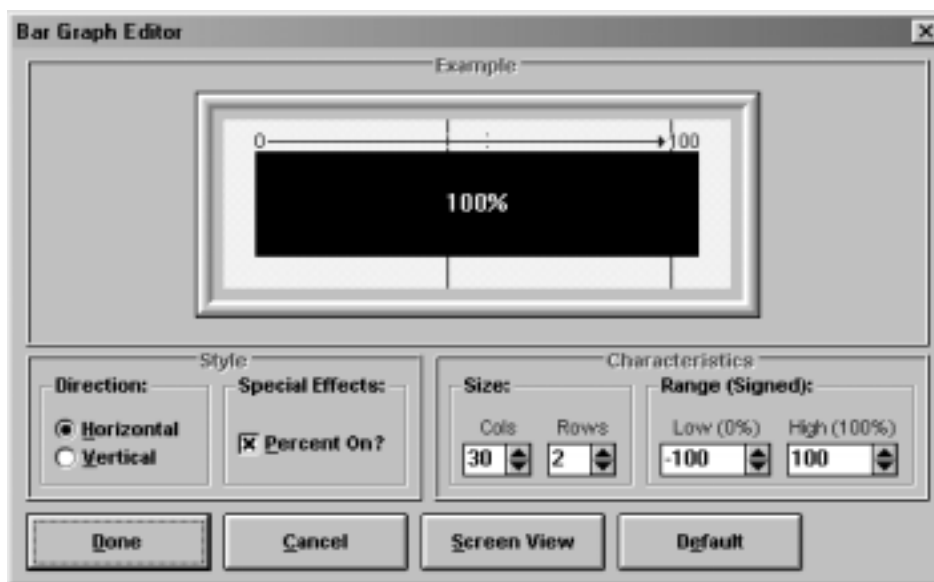 Bar Graph Editor
Example
0 100
100%
Style
Direction:
Horizontal
Vertical
Special Effects:
Percent On?
Characteristics
Size:
Cols Rows
30 2
Range (Signed):
Low (0%) High (100%)
-100 100
Done Cancel Screen View Default